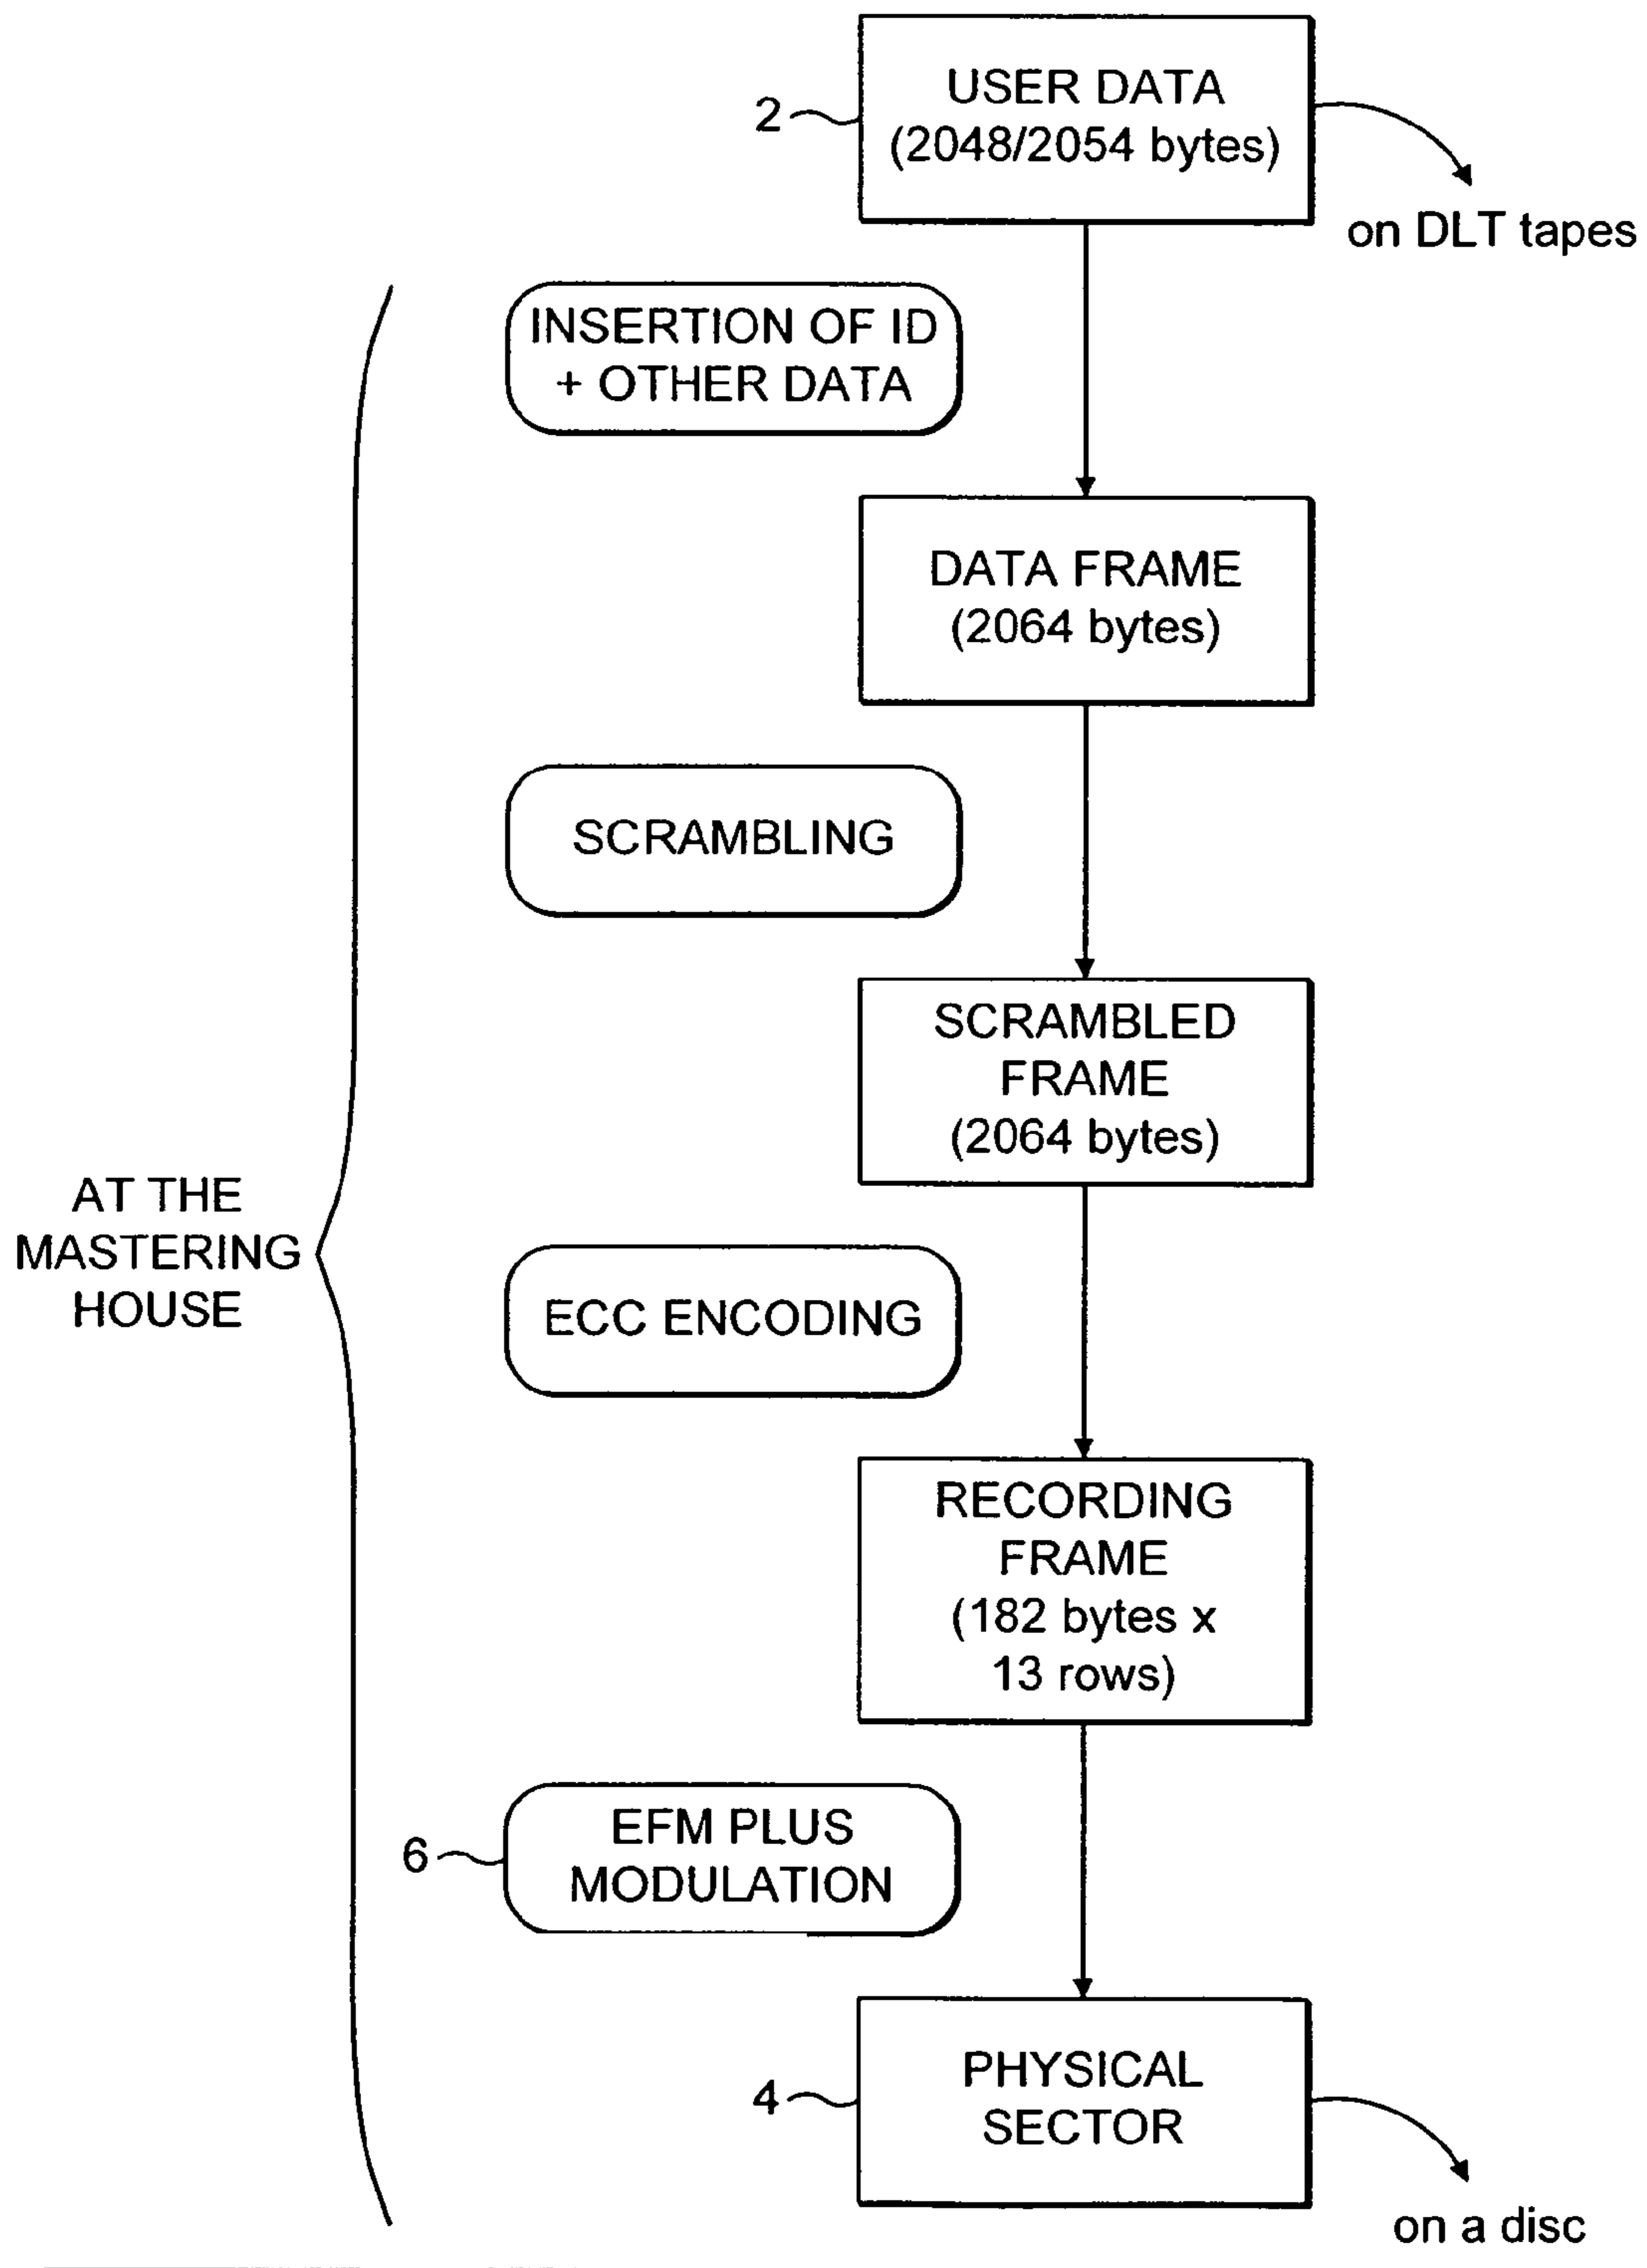 USER DATA
(2048/2054 bytes)
2
on DLT tapes
INSERTION OF ID
+ OTHER DATA
DATA FRAME
(2064 bytes)
SCRAMBLING
SCRAMBLED
FRAME
(2064 bytes)
AT THE
MASTERING
HOUSE
ECC ENCODING
RECORDING
FRAME
(182 bytes x
13 rows)
EFM PLUS
MODULATION
6
PHYSICAL
SECTOR
4
on a disc